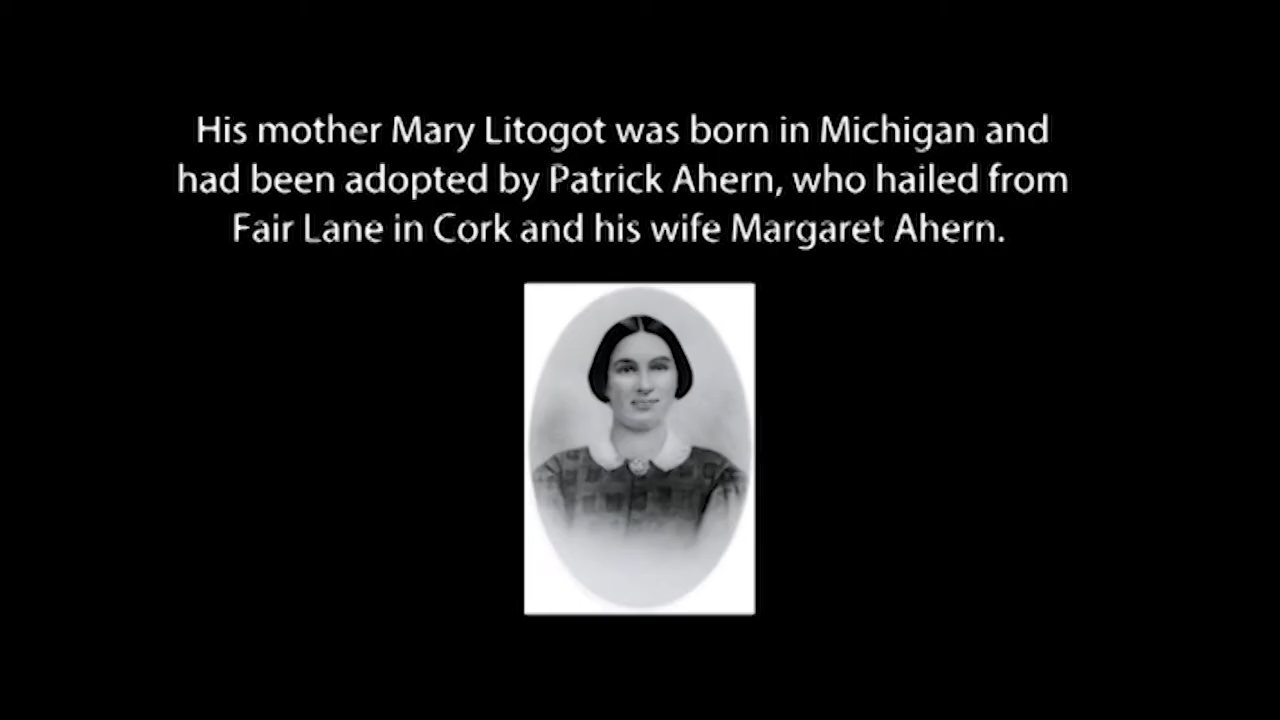 His mother Mary Litogot was born in Michigan and
had been adopted by Patrick Ahern, who hailed from
Fair Lane in Cork and his wife Margaret Ahern.